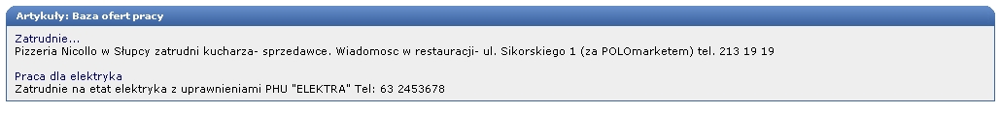 Artykuły: Baza ofert pracy
Zatrudnie...
Pizzeria Nicollo w Słupcy zatrudni kucharza- sprzedawce. Wiadomosc w restauracji- ul. Sikorskiego 1 (za POLOmarketem) tel. 213 19 19
Praca dla elektryka
Zatrudnie na etat elektryka z uprawnieniami PHU "ELEKTRA" Tel: 63 2453678